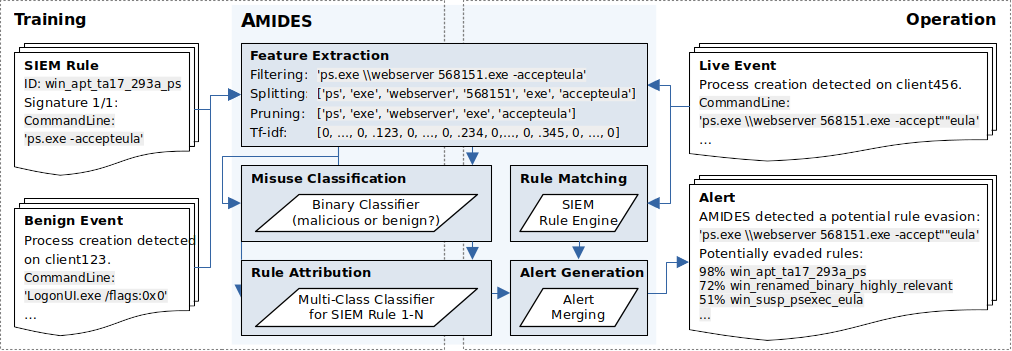 Training
AMIDES
Operation
SIEM Rule
ID: win_apt_ta17_293a_ps
Signature 1/1:
CommandLine:
'ps.exe -accepteula'
Benign Event
Process creation detected
on client123.
CommandLine:
'LogonUI.exe /flags:0x0'
...
Feature Extraction
Filtering: 'ps.exe \\webserver 568151.exe -accepteula'
Splitting: ['ps', 'exe', 'webserver', '568151', 'exe', 'accepteula']
Pruning: ['ps', 'exe', 'webserver', 'exe', 'accepteula']
Tf-idf: [0, ..., 0, .123, 0, ..., 0, .234, 0,..., 0, .345, 0, ..., 0]
Misuse Classification
Binary Classifier
(malicious or benign?)
Rule Matching
SIEM
Rule Engine
Rule Attribution
Multi-Class Classifier
for SIEM Rule 1-N
Alert Generation
Alert
Merging
Live Event
Process creation detected on client456.
CommandLine:
'ps.exe \\webserver 568151.exe -accept""eula'
...
Alert
AMIDES detected a potential rule evasion:
'ps.exe \\webserver 568151.exe -accept""eula'
Potentially evaded rules:
98% win_apt_ta17_293a_ps
72% win_renamed_binary_highly_relevant
51% win_susp_psexec_eula
...